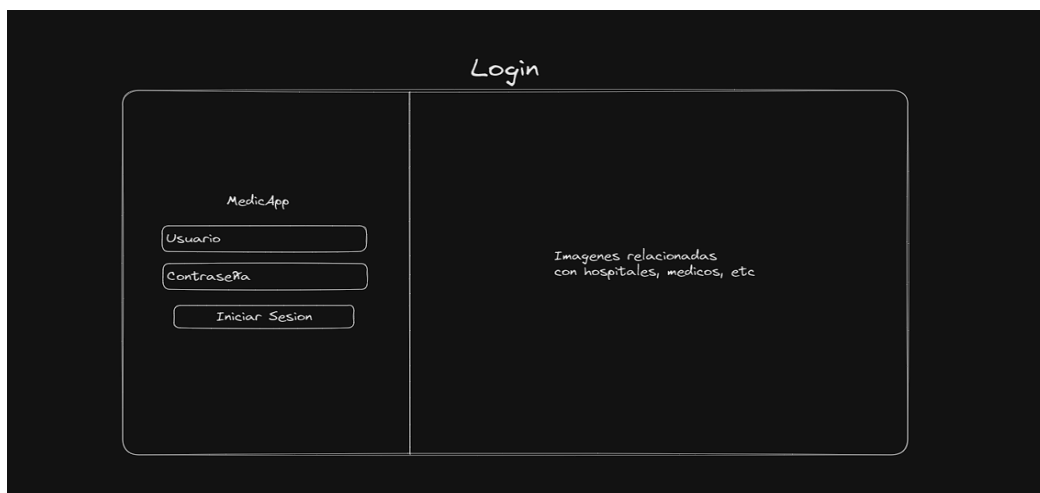 Login
MedicApp
Usuario
Contraseña
Iniciar Sesion
Imagenes relacionadas
con hospitales, medicos, etc